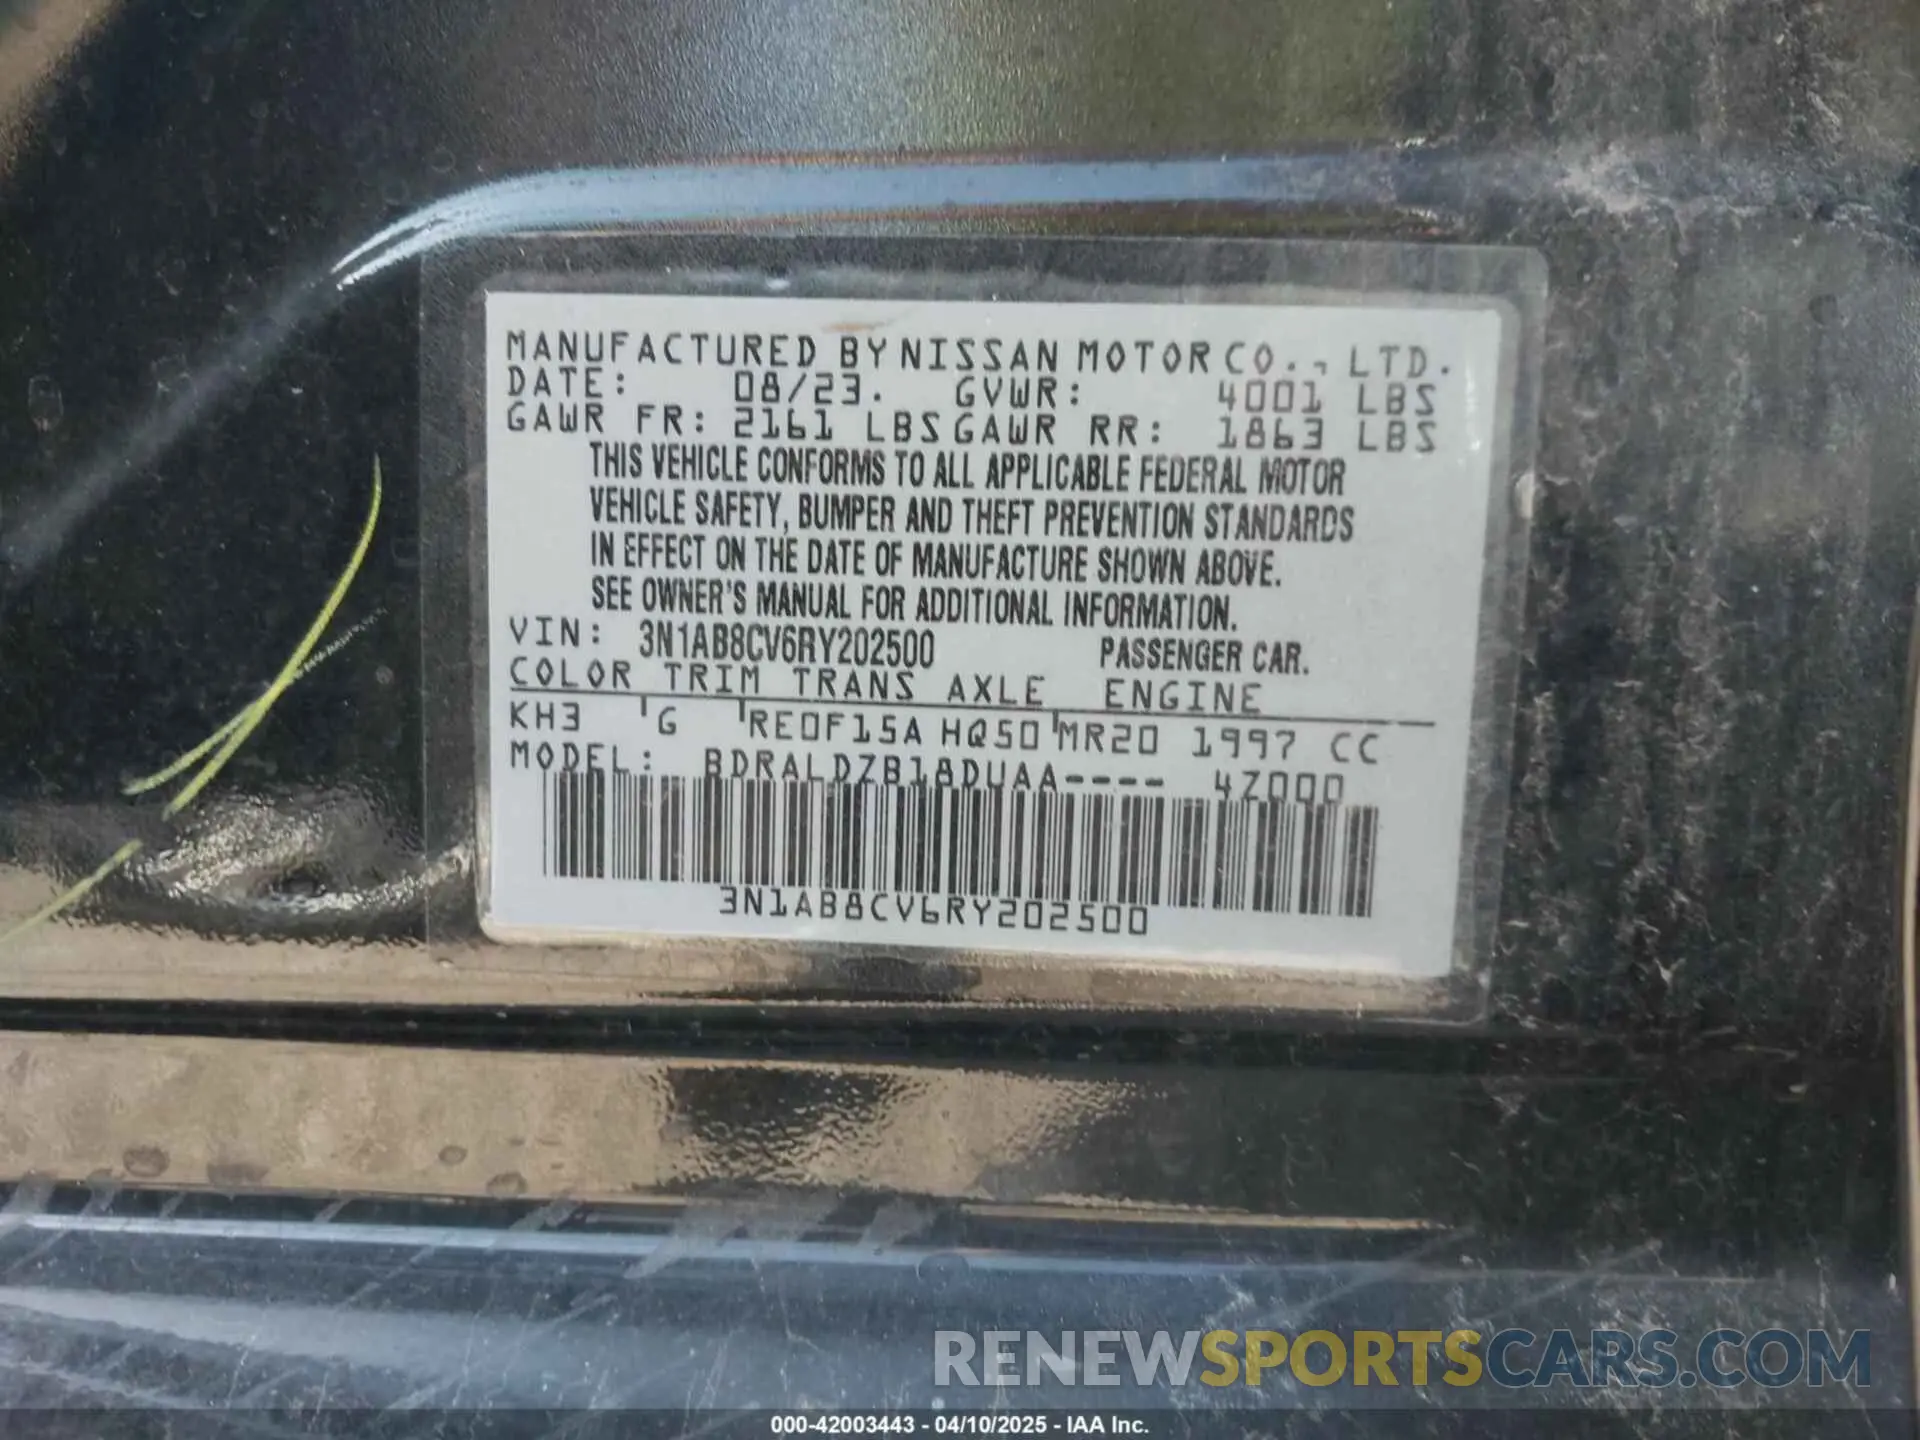 MANUFACTURED BY NISSAN MOTOR CO., LTD.
DATE: 08/23. GVWR: 4001 LBS
GAWR FR: 2161 LBS GAWR RR: 1863 LBS
THIS VEHICLE CONFORMS TO ALL APPLICABLE FEDERAL MOTOR
VEHICLE SAFETY, BUMPER AND THEFT PREVENTION STANDARDS
IN EFFECT ON THE DATE OF MANUFACTURE SHOWN ABOVE.
SEE OWNER'S MANUAL FOR ADDITIONAL INFORMATION.
VIN: 3N1AB8CV6RY202500 PASSENGER CAR.
COLOR TRIM TRANS AXLE ENGINE
KH3 G RE0F15A HQ50 MR20 1997 CC
MODEL: BDRALDZB18DUAA---- 4Z000
3N1AB8CV6RY202500
RENEWSPORTSCARS.COM
000-42003443 - 04/10/2025 - IAA Inc.